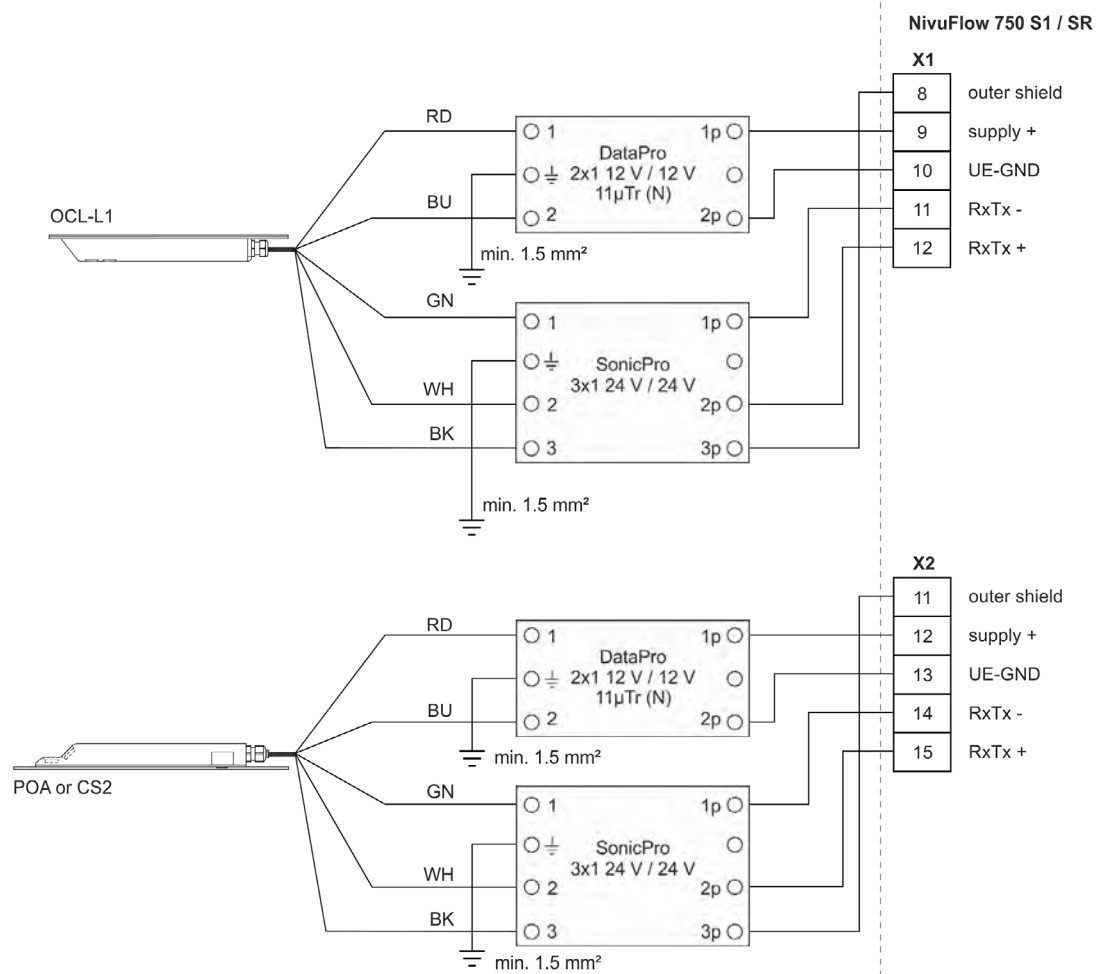 NivuFlow 750 S1 / SR
X1
8 outer shield
9 supply +
10 UE-GND
11 RxTx -
12 RxTx +
OCL-L1
RD
BU
GN
WH
BK
1 1p
DataPro
2x1 12 V / 12 V
11µTr (N)
2 2p
min. 1.5 mm²
1 1p
SonicPro
3x1 24 V / 24 V
2 2p
3 3p
min. 1.5 mm²
X2
11 outer shield
12 supply +
13 UE-GND
14 RxTx -
15 RxTx +
POA or CS2
RD
BU
GN
WH
BK
1 1p
DataPro
2x1 12 V / 12 V
11µTr (N)
2 2p
min. 1.5 mm²
1 1p
SonicPro
3x1 24 V / 24 V
2 2p
3 3p
min. 1.5 mm²